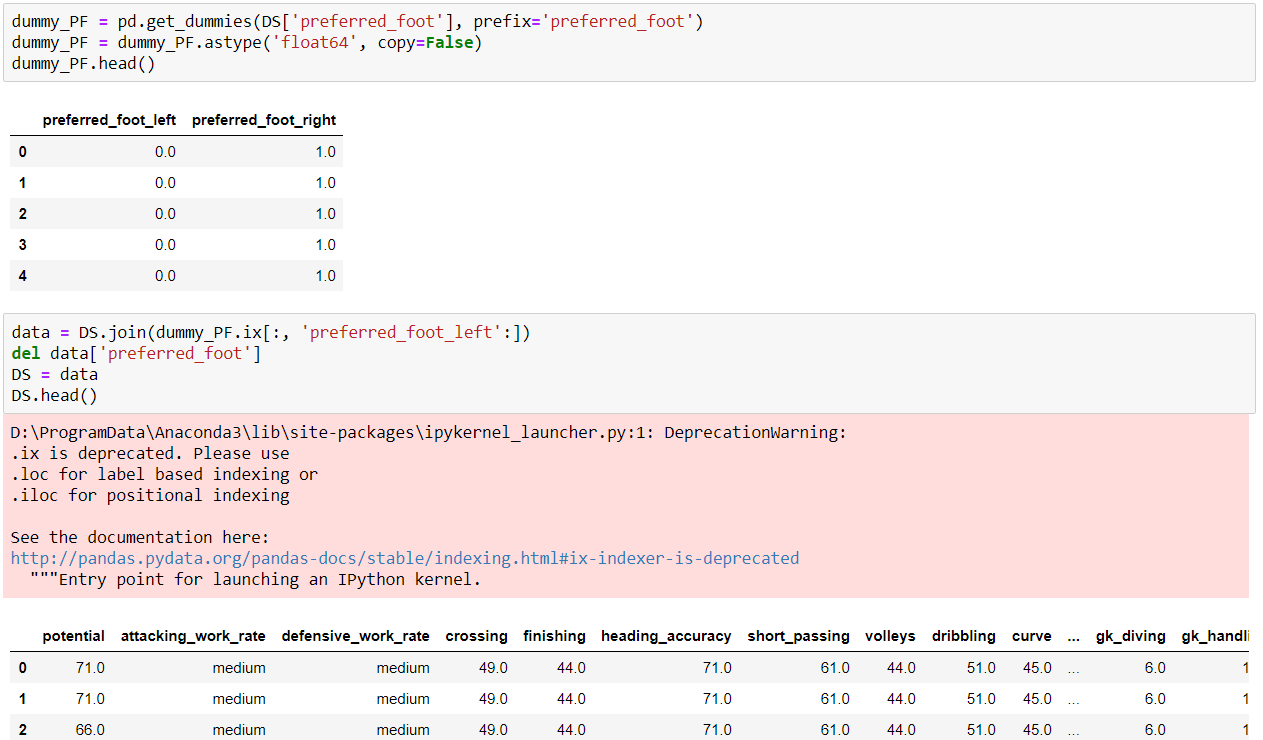 dummy_PF = pd.get_dummies(DS['preferred_foot'], prefix='preferred_foot')
dummy_PF = dummy_PF.astype('float64', copy=False)
dummy_PF.head()
preferred_foot_left preferred_foot_right
0 0.0 1.0
1 0.0 1.0
2 0.0 1.0
3 0.0 1.0
4 0.0 1.0
data = DS.join(dummy_PF.ix[:, 'preferred_foot_left':])
del data['preferred_foot']
DS = data
DS.head()
D:\ProgramData\Anaconda3\lib\site-packages\ipykernel_launcher.py:1: DeprecationWarning:
.ix is deprecated. Please use
.loc for label based indexing or
.iloc for positional indexing
See the documentation here:
http://pandas.pydata.org/pandas-docs/stable/indexing.html#ix-indexer-is-deprecated
"""Entry point for launching an IPython kernel.
potential attacking_work_rate defensive_work_rate crossing finishing heading_accuracy short_passing volleys dribbling curve ... gk_diving gk_handli
0 71.0 medium medium 49.0 44.0 71.0 61.0 44.0 51.0 45.0 ... 6.0 1
1 71.0 medium medium 49.0 44.0 71.0 61.0 44.0 51.0 45.0 ... 6.0 1
2 66.0 medium medium 49.0 44.0 71.0 61.0 44.0 51.0 45.0 ... 6.0 1